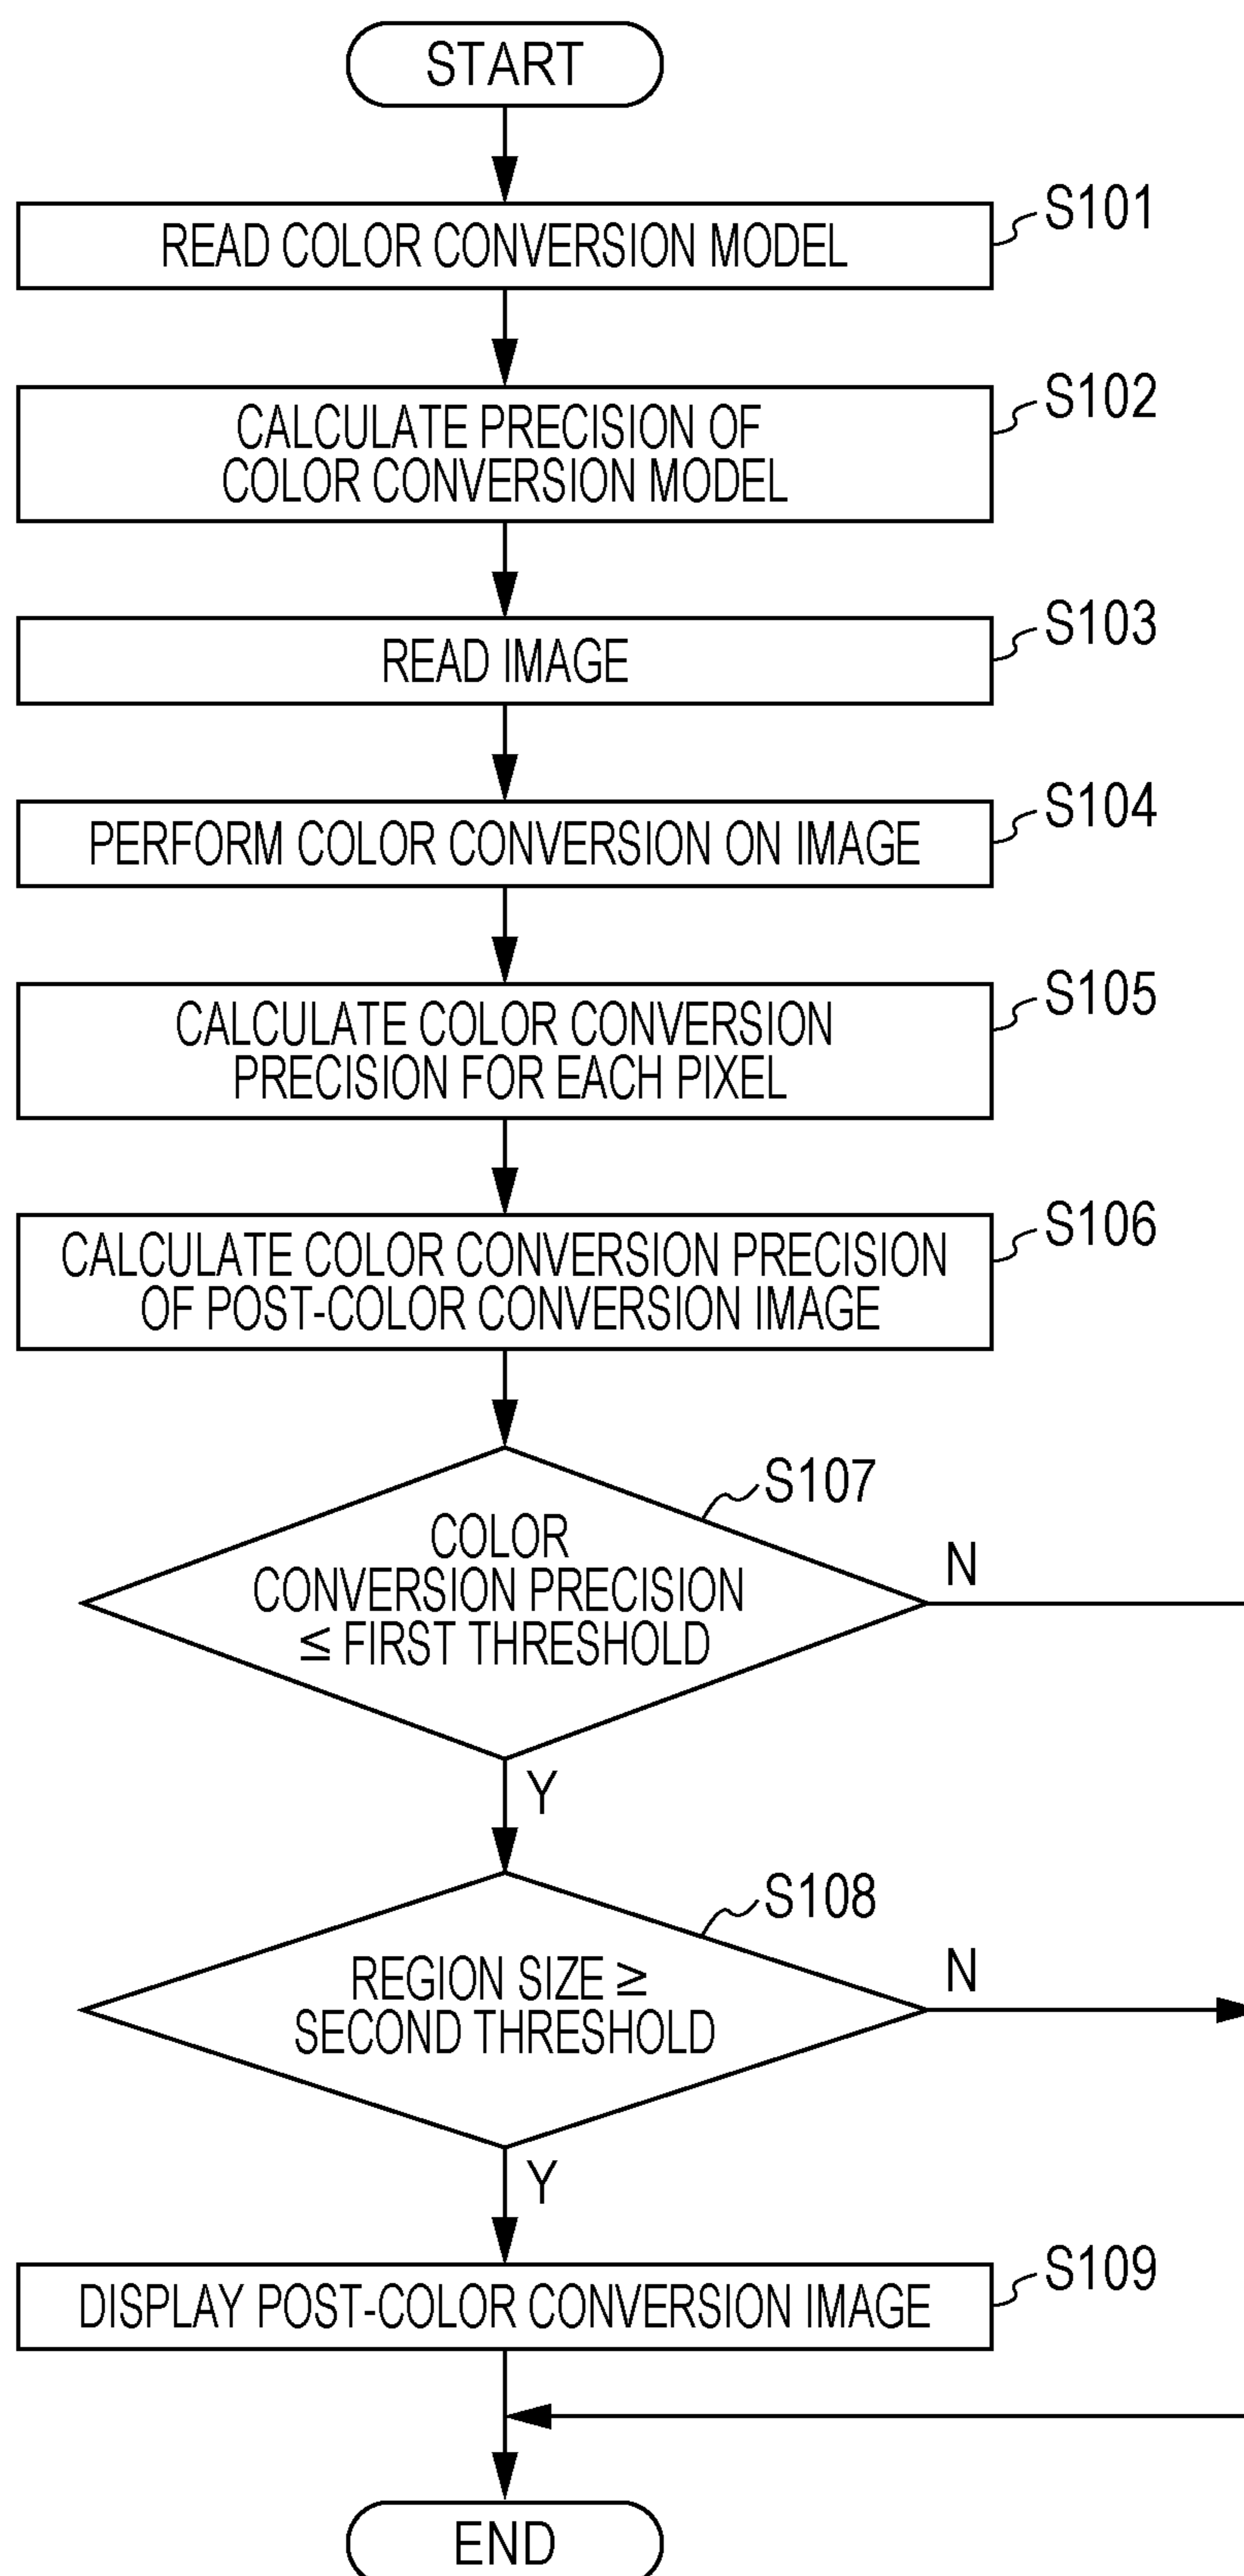 START
READ COLOR CONVERSION MODEL
S101
CALCULATE PRECISION OF
COLOR CONVERSION MODEL
S102
READ IMAGE
S103
PERFORM COLOR CONVERSION ON IMAGE
S104
CALCULATE COLOR CONVERSION
PRECISION FOR EACH PIXEL
S105
CALCULATE COLOR CONVERSION PRECISION
OF POST-COLOR CONVERSION IMAGE
S106
S107
COLOR
CONVERSION PRECISION
≤ FIRST THRESHOLD
N
Y
S108
REGION SIZE ≥
SECOND THRESHOLD
N
Y
DISPLAY POST-COLOR CONVERSION IMAGE
S109
END